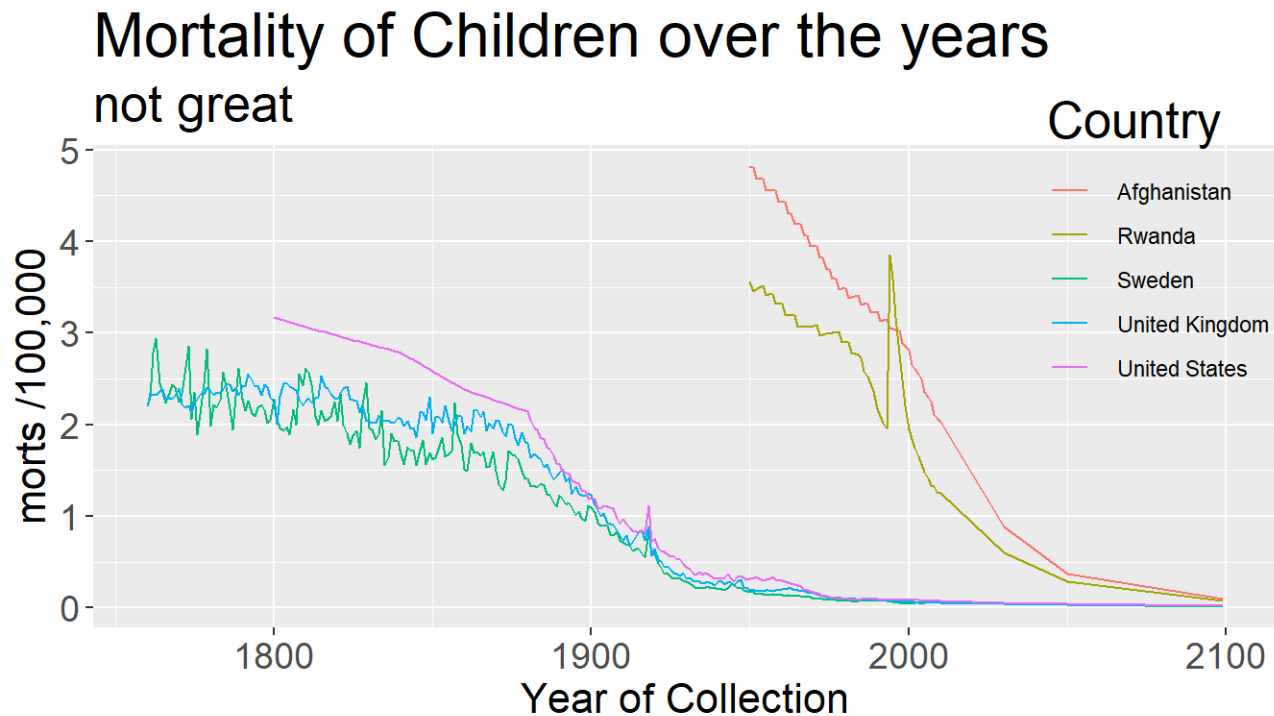 Mortality of Children over the years
not great
Country
Afghanistan
Rwanda
Sweden
United Kingdom
United States
morts /100,000
5
4
3
2
1
0
1800 1900 2000 2100
Year of Collection